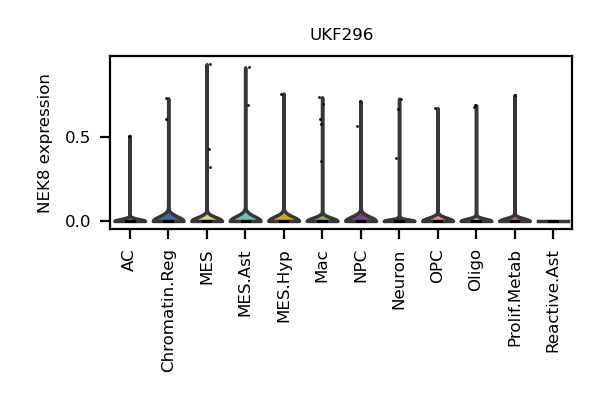 UKF296
NEK8 expression
0.5
0.0
AC
Chromatin.Reg
MES
MES.Ast
MES.Hyp
Mac
NPC
Neuron
OPC
Oligo
Prolif.Metab
Reactive.Ast